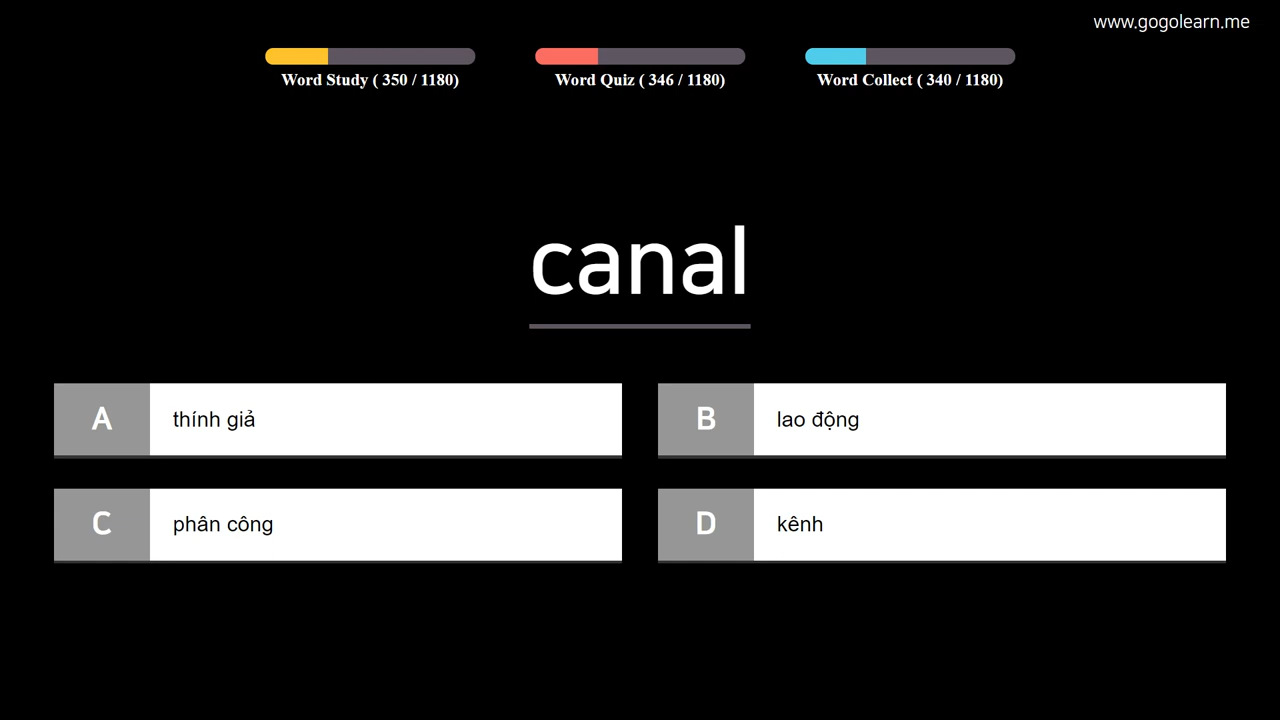 www.gogolearn.me
Word Study ( 350 / 1180)
Word Quiz ( 346 / 1180)
Word Collect ( 340 / 1180)
canal
A thính giả
B lao động
C phân công
D kênh